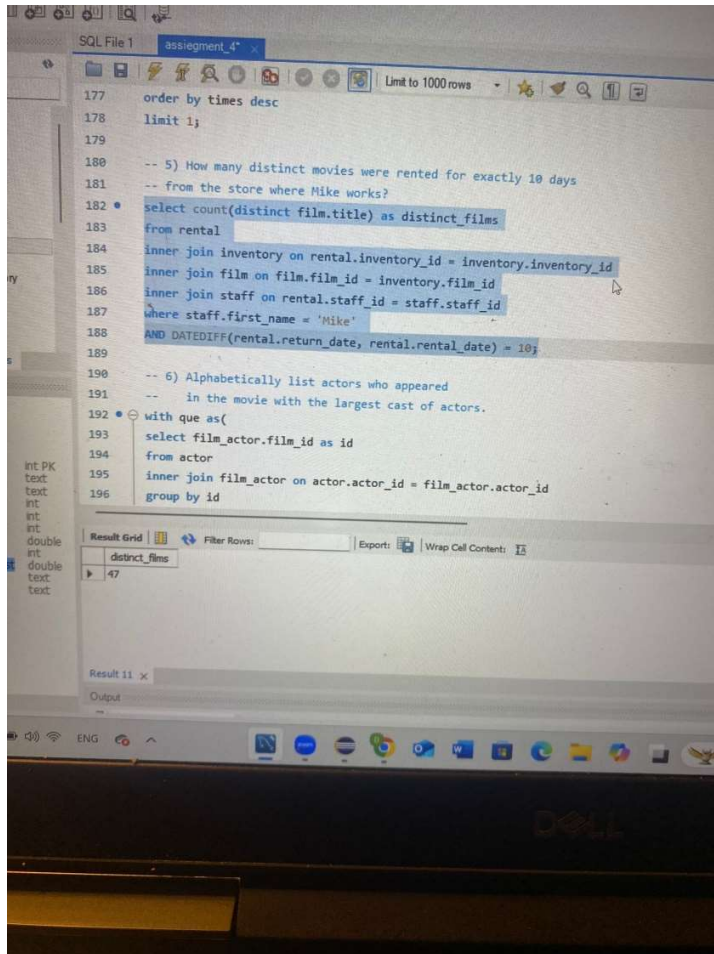 SQL File 1
assiegment_4*
Limit to 1000 rows
177 order by times desc
178 limit 1;
179
180 -- 5) How many distinct movies were rented for exactly 10 days
181 -- from the store where Mike works?
182 select count(distinct film.title) as distinct_films
183 from rental
184 inner join inventory on rental.inventory_id = inventory.inventory_id
185 inner join film on film.film_id = inventory.film_id
186 inner join staff on rental.staff_id = staff.staff_id
187 where staff.first_name = 'Mike'
188 AND DATEDIFF(rental.return_date, rental.rental_date) = 10;
189
190 -- 6) Alphabetically list actors who appeared
191 -- in the movie with the largest cast of actors.
192 with que as(
193 select film_actor.film_id as id
194 from actor
195 inner join film_actor on actor.actor_id = film_actor.actor_id
196 group by id
ry
s
int PK
text
text
int
int
int
double
int
double
text
text
Result Grid Filter Rows: Export: Wrap Cell Content:
distinct_films
47
Result 11
Output
ENG
DELL